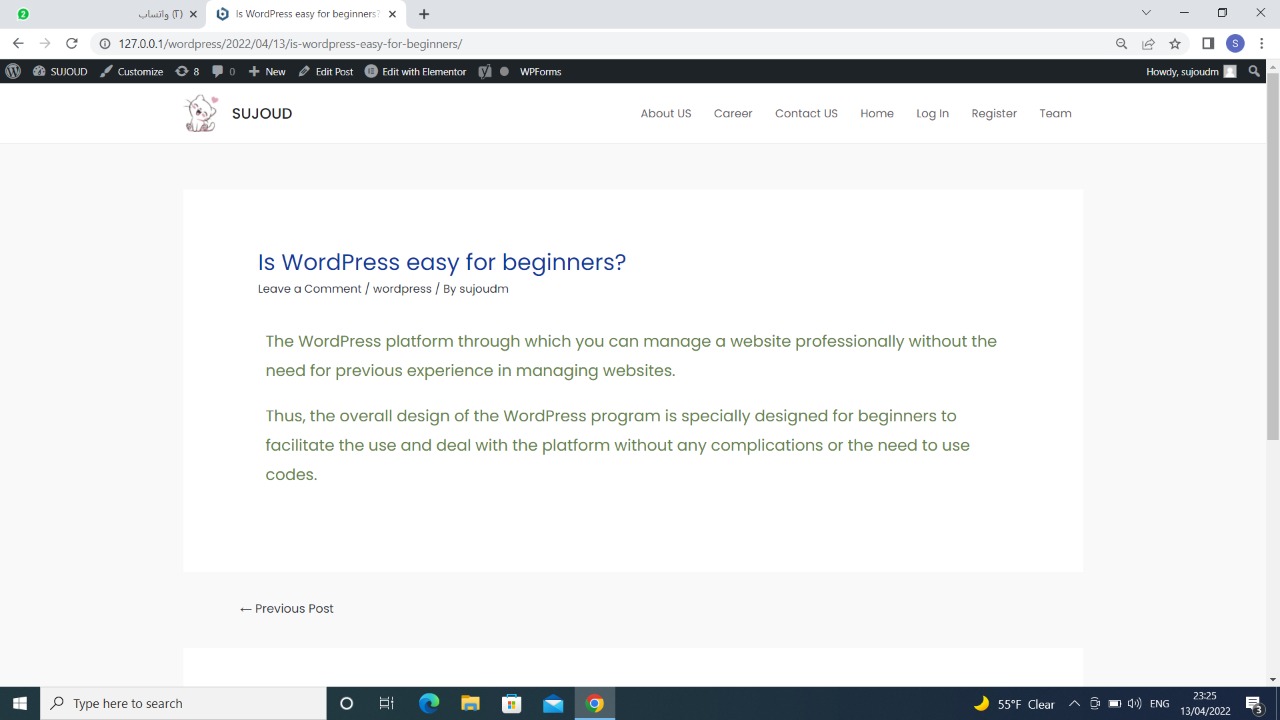 2
واتساب (٢)
Is WordPress easy for beginners?
127.0.0.1/wordpress/2022/04/13/is-wordpress-easy-for-beginners/
S
SUJOUD
Customize
8
0
New
Edit Post
Edit with Elementor
WPForms
Howdy, sujoudm
SUJOUD
About US
Career
Contact US
Home
Log In
Register
Team
Is WordPress easy for beginners?
Leave a Comment / wordpress / By sujoudm
The WordPress platform through which you can manage a website professionally without the
need for previous experience in managing websites.
Thus, the overall design of the WordPress program is specially designed for beginners to
facilitate the use and deal with the platform without any complications or the need to use
codes.
← Previous Post
Type here to search
55°F Clear
ENG
23:25
13/04/2022
3